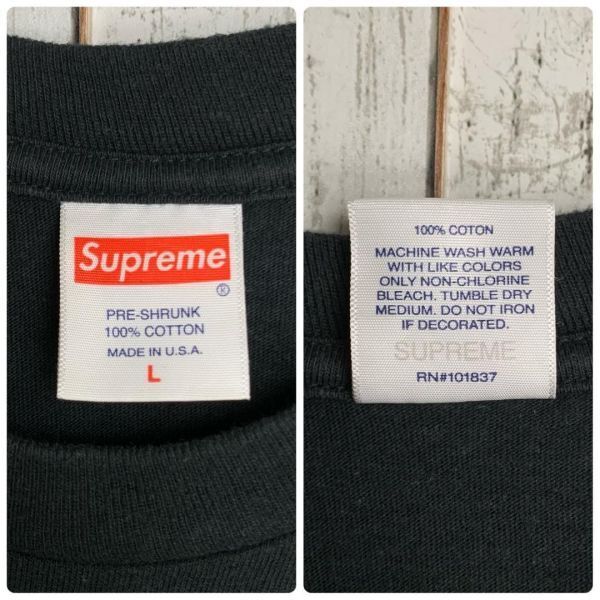 Supreme
®
PRE-SHRUNK
100% COTTON
MADE IN U.S.A.
L
100% COTON
MACHINE WASH WARM
WITH LIKE COLORS
ONLY NON-CHLORINE
BLEACH. TUMBLE DRY
MEDIUM. DO NOT IRON
IF DECORATED.
SUPREME
RN#101837